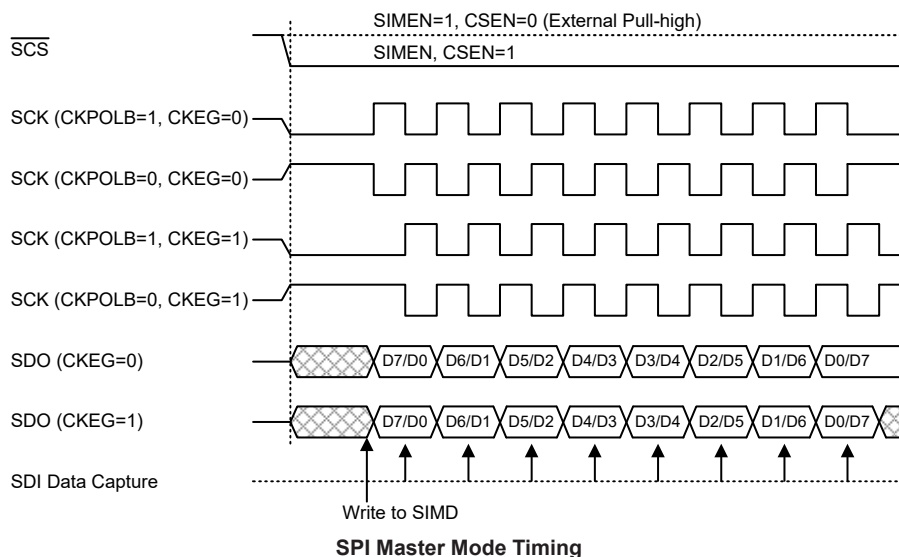 SIMEN=1, CSEN=0 (External Pull-high)
SCS
SIMEN, CSEN=1
SCK (CKPOLB=1, CKEG=0)
SCK (CKPOLB=0, CKEG=0)
SCK (CKPOLB=1, CKEG=1)
SCK (CKPOLB=0, CKEG=1)
SDO (CKEG=0) D7/D0 D6/D1 D5/D2 D4/D3 D3/D4 D2/D5 D1/D6 D0/D7
SDO (CKEG=1) D7/D0 D6/D1 D5/D2 D4/D3 D3/D4 D2/D5 D1/D6 D0/D7
SDI Data Capture
Write to SIMD
SPI Master Mode Timing